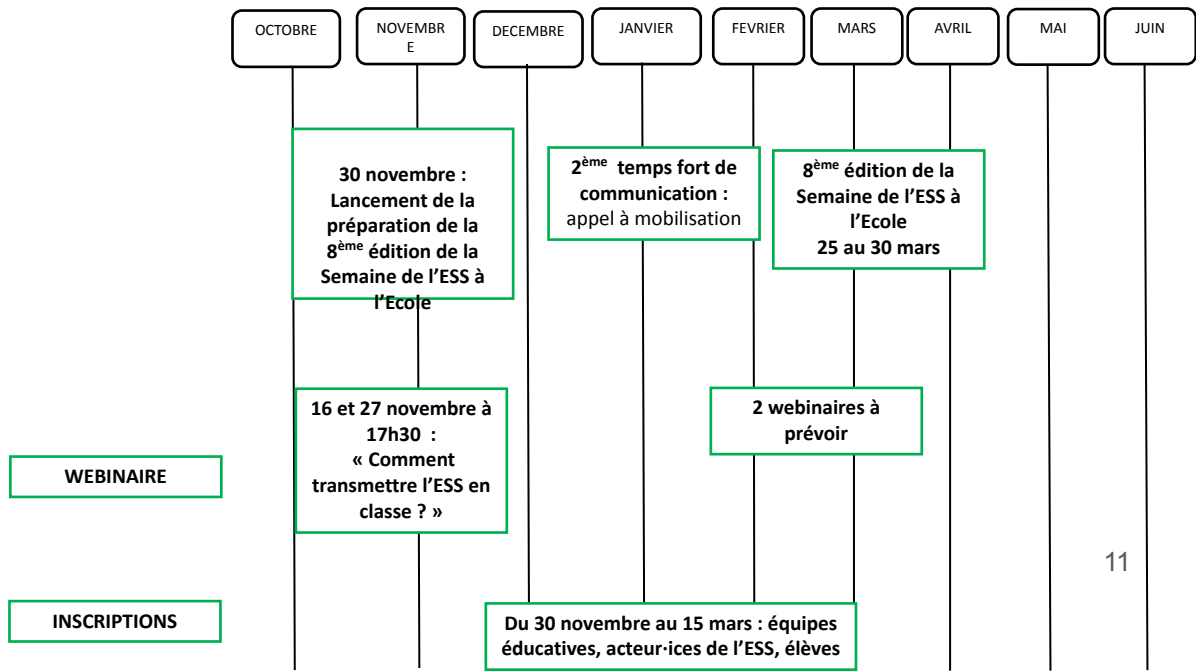 OCTOBRE
NOVEMBR
E
DECEMBRE
JANVIER
FEVRIER
MARS
AVRIL
MAI
JUIN
30 novembre :
Lancement de la
préparation de la
8ème édition de la
Semaine de l’ESS à
l’Ecole
2ème temps fort de
communication :
appel à mobilisation
8ème édition de la
Semaine de l’ESS à
l’Ecole
25 au 30 mars
WEBINAIRE
16 et 27 novembre à
17h30 :
« Comment
transmettre l’ESS en
classe ? »
2 webinaires à
prévoir
11
INSCRIPTIONS
Du 30 novembre au 15 mars : équipes
éducatives, acteur·ices de l’ESS, élèves